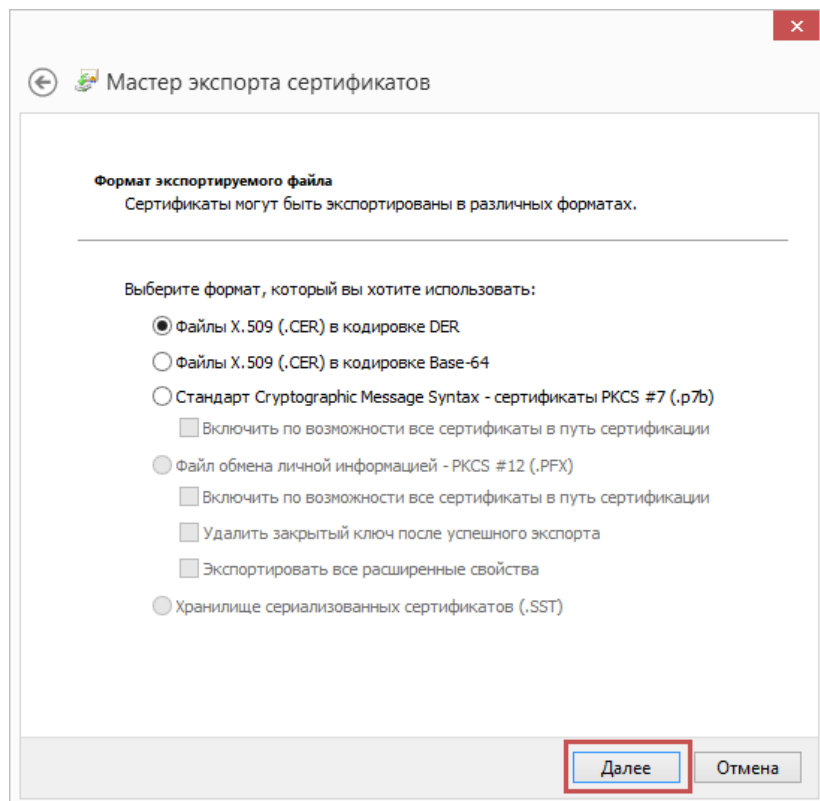 Мастер экспорта сертификатов
Формат экспортируемого файла
Сертификаты могут быть экспортированы в различных форматах.
Выберите формат, который вы хотите использовать:
Файлы X.509 (.CER) в кодировке DER
Файлы X.509 (.CER) в кодировке Base-64
Стандарт Cryptographic Message Syntax - сертификаты PKCS #7 (.p7b)
Включить по возможности все сертификаты в путь сертификации
Файл обмена личной информацией - PKCS #12 (.PFX)
Включить по возможности все сертификаты в путь сертификации
Удалить закрытый ключ после успешного экспорта
Экспортировать все расширенные свойства
Хранилище сериализованных сертификатов (.SST)
Далее Отмена